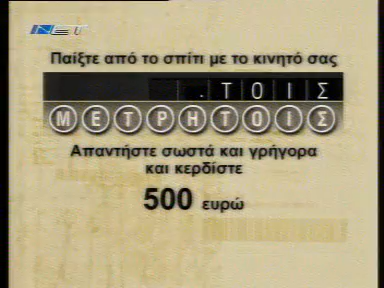 NET
Παίξτε από το σπίτι με το κινητό σας
. Τ Ο Ι Σ
Μ Ε Τ Ρ Η Τ Ο Ι Σ
Απαντήστε σωστά και γρήγορα
και κερδίστε
500 ευρώ